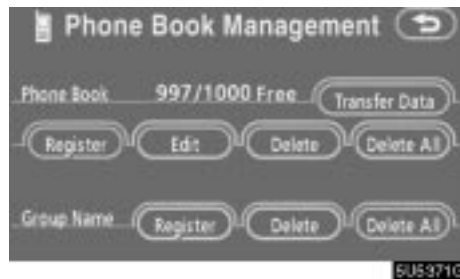 Phone Book Management
Phone Book 997/1000 Free Transfer Data
Register Edit Delete Delete All
Group Name Register Delete Delete All
5U5371G